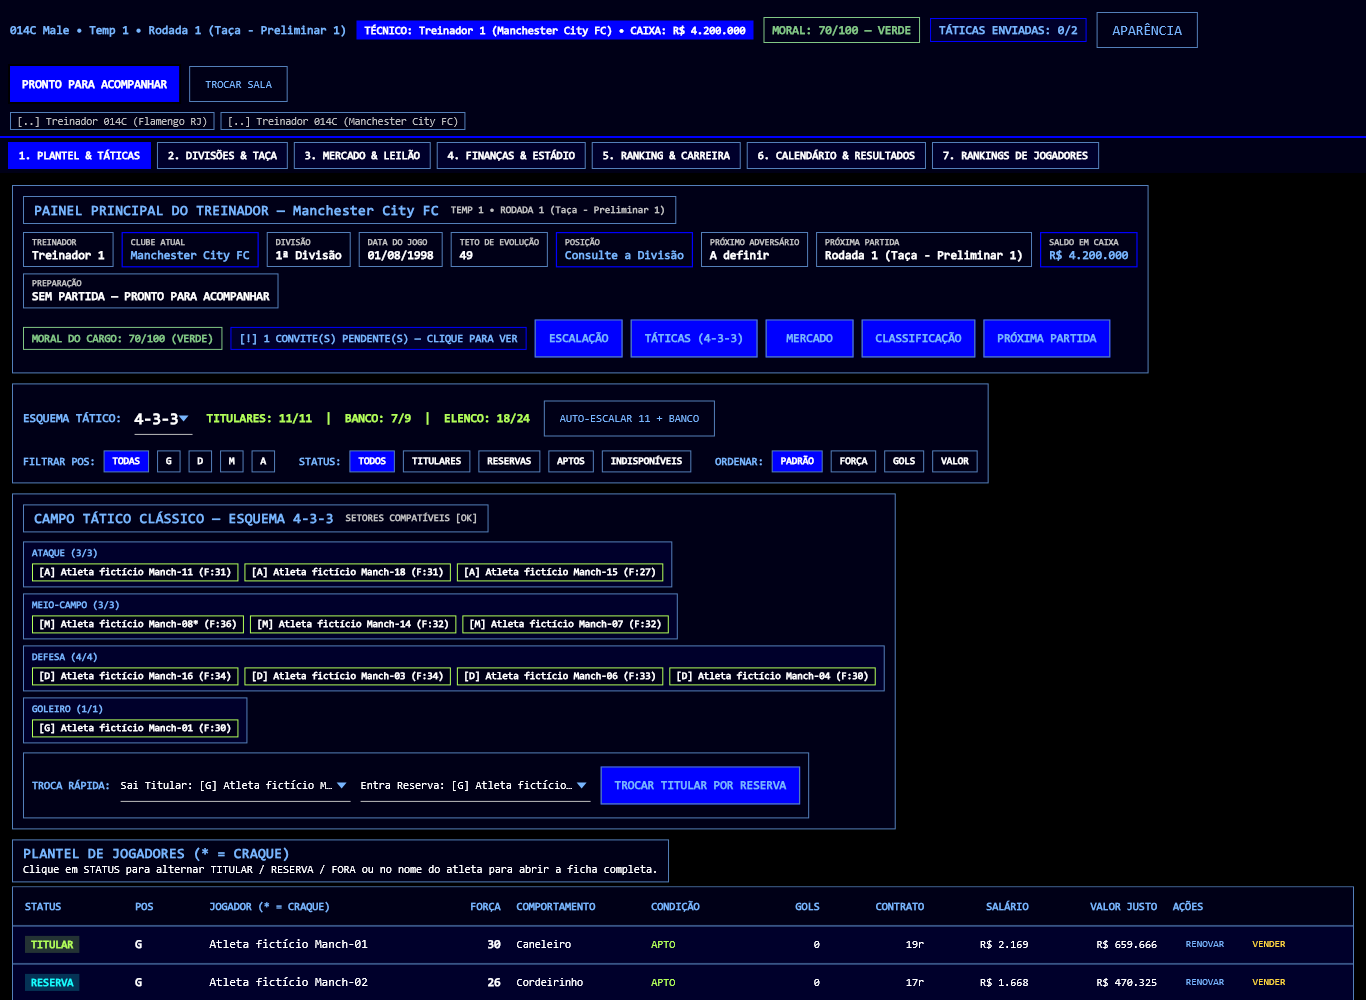 014C Male • Temp 1 • Rodada 1 (Taça - Preliminar 1) TÉCNICO: Treinador 1 (Manchester City FC) • CAIXA: R$ 4.200.000 MORAL: 70/100 — VERDE TÁTICAS ENVIADAS: 0/2 APARÊNCIA
PRONTO PARA ACOMPANHAR TROCAR SALA
[..] Treinador 014C (Flamengo RJ) [..] Treinador 014C (Manchester City FC)
1. PLANTEL & TÁTICAS 2. DIVISÕES & TAÇA 3. MERCADO & LEILÃO 4. FINANÇAS & ESTÁDIO 5. RANKING & CARREIRA 6. CALENDÁRIO & RESULTADOS 7. RANKINGS DE JOGADORES
PAINEL PRINCIPAL DO TREINADOR — Manchester City FC TEMP 1 • RODADA 1 (Taça - Preliminar 1)
TREINADOR CLUBE ATUAL DIVISÃO DATA DO JOGO TETO DE EVOLUÇÃO POSIÇÃO PRÓXIMO ADVERSÁRIO PRÓXIMA PARTIDA SALDO EM CAIXA
Treinador 1 Manchester City FC 1ª Divisão 01/08/1998 49 Consulte a Divisão A definir Rodada 1 (Taça - Preliminar 1) R$ 4.200.000
PREPARAÇÃO
SEM PARTIDA — PRONTO PARA ACOMPANHAR
MORAL DO CARGO: 70/100 (VERDE) [!] 1 CONVITE(S) PENDENTE(S) — CLIQUE PARA VER ESCALAÇÃO TÁTICAS (4-3-3) MERCADO CLASSIFICAÇÃO PRÓXIMA PARTIDA
ESQUEMA TÁTICO: 4-3-3 TITULARES: 11/11 | BANCO: 7/9 | ELENCO: 18/24 AUTO-ESCALAR 11 + BANCO
FILTRAR POS: TODAS G D M A STATUS: TODOS TITULARES RESERVAS APTOS INDISPONÍVEIS ORDENAR: PADRÃO FORÇA GOLS VALOR
CAMPO TÁTICO CLÁSSICO — ESQUEMA 4-3-3 SETORES COMPATÍVEIS [OK]
ATAQUE (3/3)
[A] Atleta fictício Manch-11 (F:31) [A] Atleta fictício Manch-18 (F:31) [A] Atleta fictício Manch-15 (F:27)
MEIO-CAMPO (3/3)
[M] Atleta fictício Manch-08* (F:36) [M] Atleta fictício Manch-14 (F:32) [M] Atleta fictício Manch-07 (F:32)
DEFESA (4/4)
[D] Atleta fictício Manch-16 (F:34) [D] Atleta fictício Manch-03 (F:34) [D] Atleta fictício Manch-06 (F:33) [D] Atleta fictício Manch-04 (F:30)
GOLEIRO (1/1)
[G] Atleta fictício Manch-01 (F:30)
TROCA RÁPIDA: Sai Titular: [G] Atleta fictício M… Entra Reserva: [G] Atleta fictício… TROCAR TITULAR POR RESERVA
PLANTEL DE JOGADORES (* = CRAQUE)
Clique em STATUS para alternar TITULAR / RESERVA / FORA ou no nome do atleta para abrir a ficha completa.
STATUS POS JOGADOR (* = CRAQUE) FORÇA COMPORTAMENTO CONDIÇÃO GOLS CONTRATO SALÁRIO VALOR JUSTO AÇÕES
TITULAR G Atleta fictício Manch-01 30 Caneleiro APTO 0 19r R$ 2.169 R$ 659.666 RENOVAR VENDER
RESERVA G Atleta fictício Manch-02 26 Cordeirinho APTO 0 17r R$ 1.668 R$ 470.325 RENOVAR VENDER